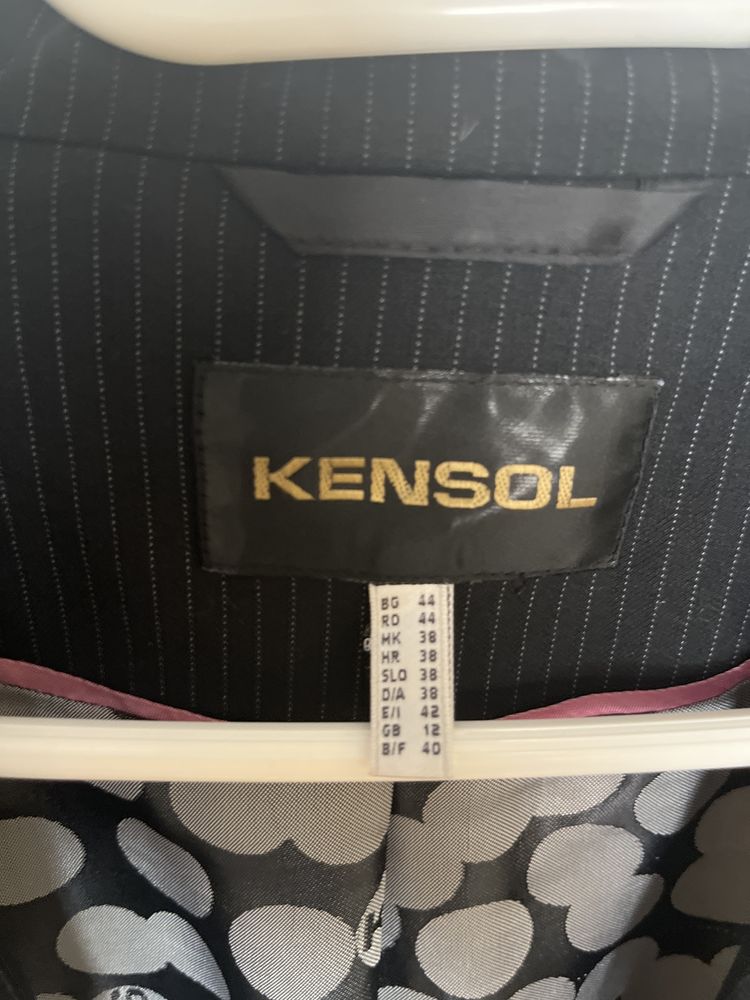 KENSOL
BG 44
RO 44
MK 38
HR 38
SLO 38
D/A 38
E/I 42
GB 12
B/F 40